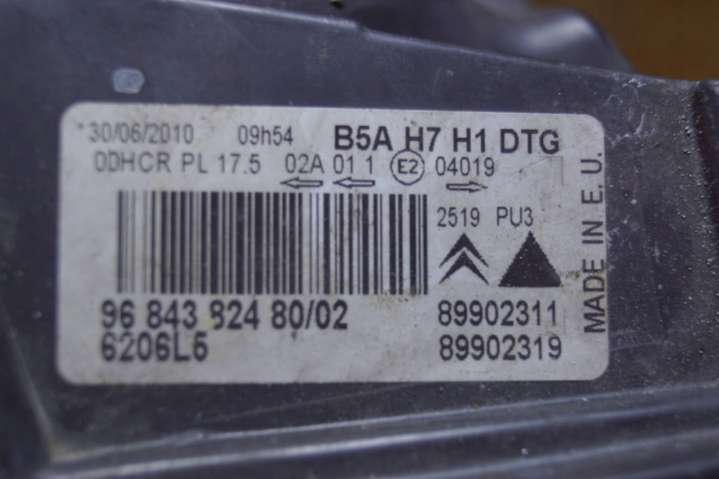 30/06/2010 09h54 B5A H7 H1 DTG
0DHCR PL 17.5 02A 01 1 E2 04019
2519 PU3
96 843 824 80/02 89902311
6206L6 89902319
MADE IN E.U.